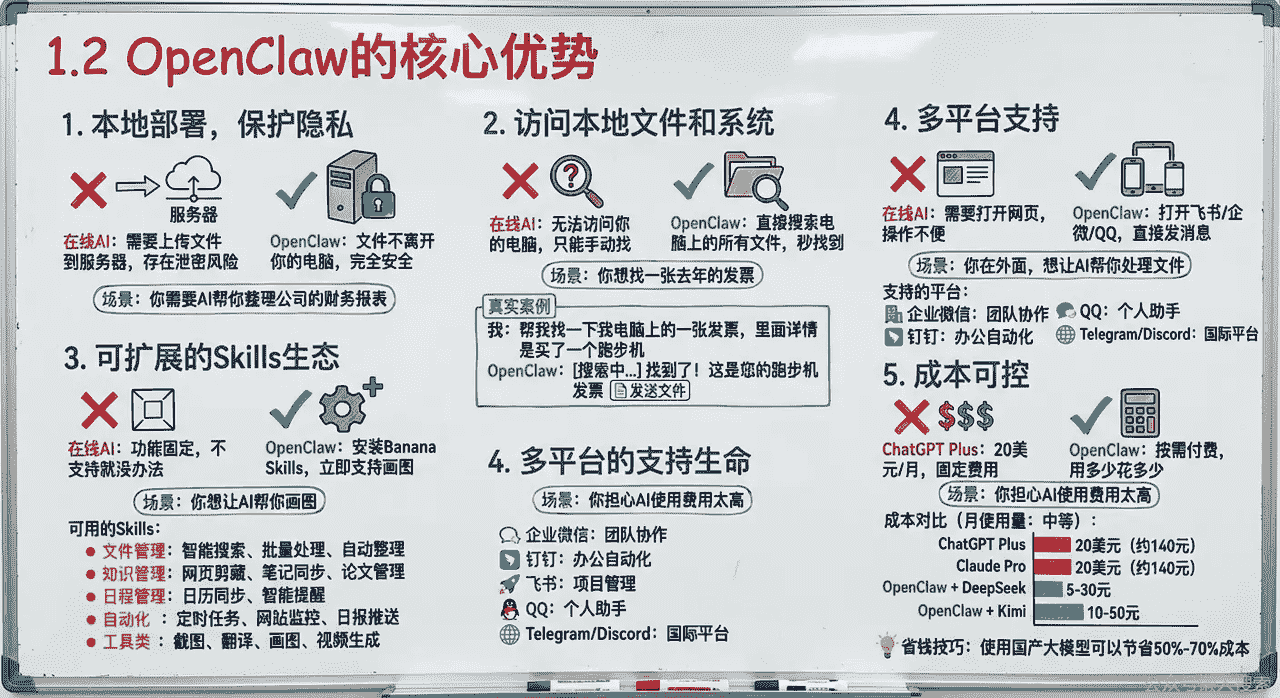 1.2 OpenClaw的核心优势
1. 本地部署，保护隐私
服务器
在线AI：需要上传文件
到服务器，存在泄密风险
OpenClaw：文件不离开
你的电脑，完全安全
场景：你需要AI帮你整理公司的财务报表
2. 访问本地文件和系统
?
在线AI：无法访问你
的电脑，只能手动找
OpenClaw：直接搜索电
脑上的所有文件，秒找到
场景：你想找一张去年的发票
真实案例
我：帮我找一下我电脑上的一张发票，里面详情
是买了一个跑步机
OpenClaw：[搜索中...] 找到了！这是您的跑步机
发票 发送文件
3. 可扩展的Skills生态
在线AI：功能固定，不
支持就没办法
OpenClaw：安装Banana
Skills，立即支持画图
场景：你想让AI帮你画图
可用的Skills：
文件管理：智能搜索、批量处理、自动整理
知识管理：网页剪藏、笔记同步、论文管理
日程管理：日历同步、智能提醒
自动化：定时任务、网站监控、日报推送
工具类：截图、翻译、画图、视频生成
4. 多平台的支持生命
场景：你担心AI使用费用太高
企业微信：团队协作
钉钉：办公自动化
飞书：项目管理
QQ：个人助手
Telegram/Discord：国际平台
4. 多平台支持
在线AI：需要打开网页，
操作不便
OpenClaw：打开飞书/企
微/QQ，直接发消息
场景：你在外面，想让AI帮你处理文件
支持的平台：
企业微信：团队协作 QQ：个人助手
钉钉：办公自动化 Telegram/Discord：国际平台
5. 成本可控
$$$
ChatGPT Plus：20美
元/月，固定费用
OpenClaw：按需付费，
用多少花多少
场景：你担心AI使用费用太高
成本对比（月使用量：中等）：
ChatGPT Plus 20美元（约140元）
Claude Pro 20美元（约140元）
OpenClaw + DeepSeek 5-30元
OpenClaw + Kimi 10-50元
省钱技巧：使用国产大模型可以节省50%-70%成本